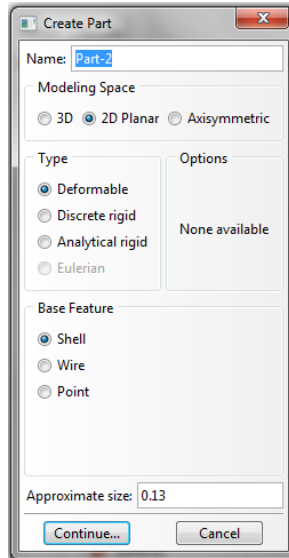 Create Part
Name: Part-2
Modeling Space
3D 2D Planar Axisymmetric
Type Options
Deformable
Discrete rigid
Analytical rigid None available
Eulerian
Base Feature
Shell
Wire
Point
Approximate size: 0.13
Continue... Cancel